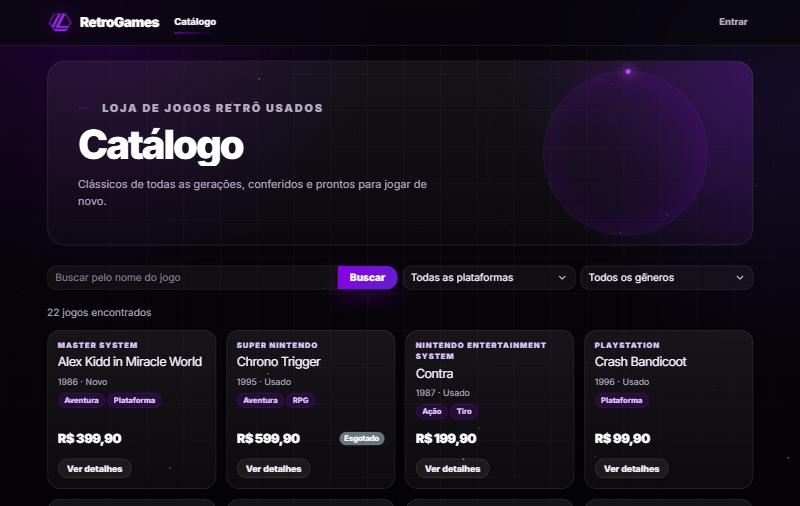 RetroGames
Catálogo
Entrar
LOJA DE JOGOS RETRÔ USADOS
Catálogo
Clássicos de todas as gerações, conferidos e prontos para jogar de
novo.
Buscar pelo nome do jogo
Buscar
Todas as plataformas
Todos os gêneros
22 jogos encontrados
MASTER SYSTEM
Alex Kidd in Miracle World
1986 · Novo
Aventura Plataforma
R$ 399,90
Ver detalhes
SUPER NINTENDO
Chrono Trigger
1995 · Usado
Aventura RPG
R$ 599,90
Esgotado
Ver detalhes
NINTENDO ENTERTAINMENT
SYSTEM
Contra
1987 · Usado
Ação Tiro
R$ 199,90
Ver detalhes
PLAYSTATION
Crash Bandicoot
1996 · Usado
Plataforma
R$ 99,90
Ver detalhes